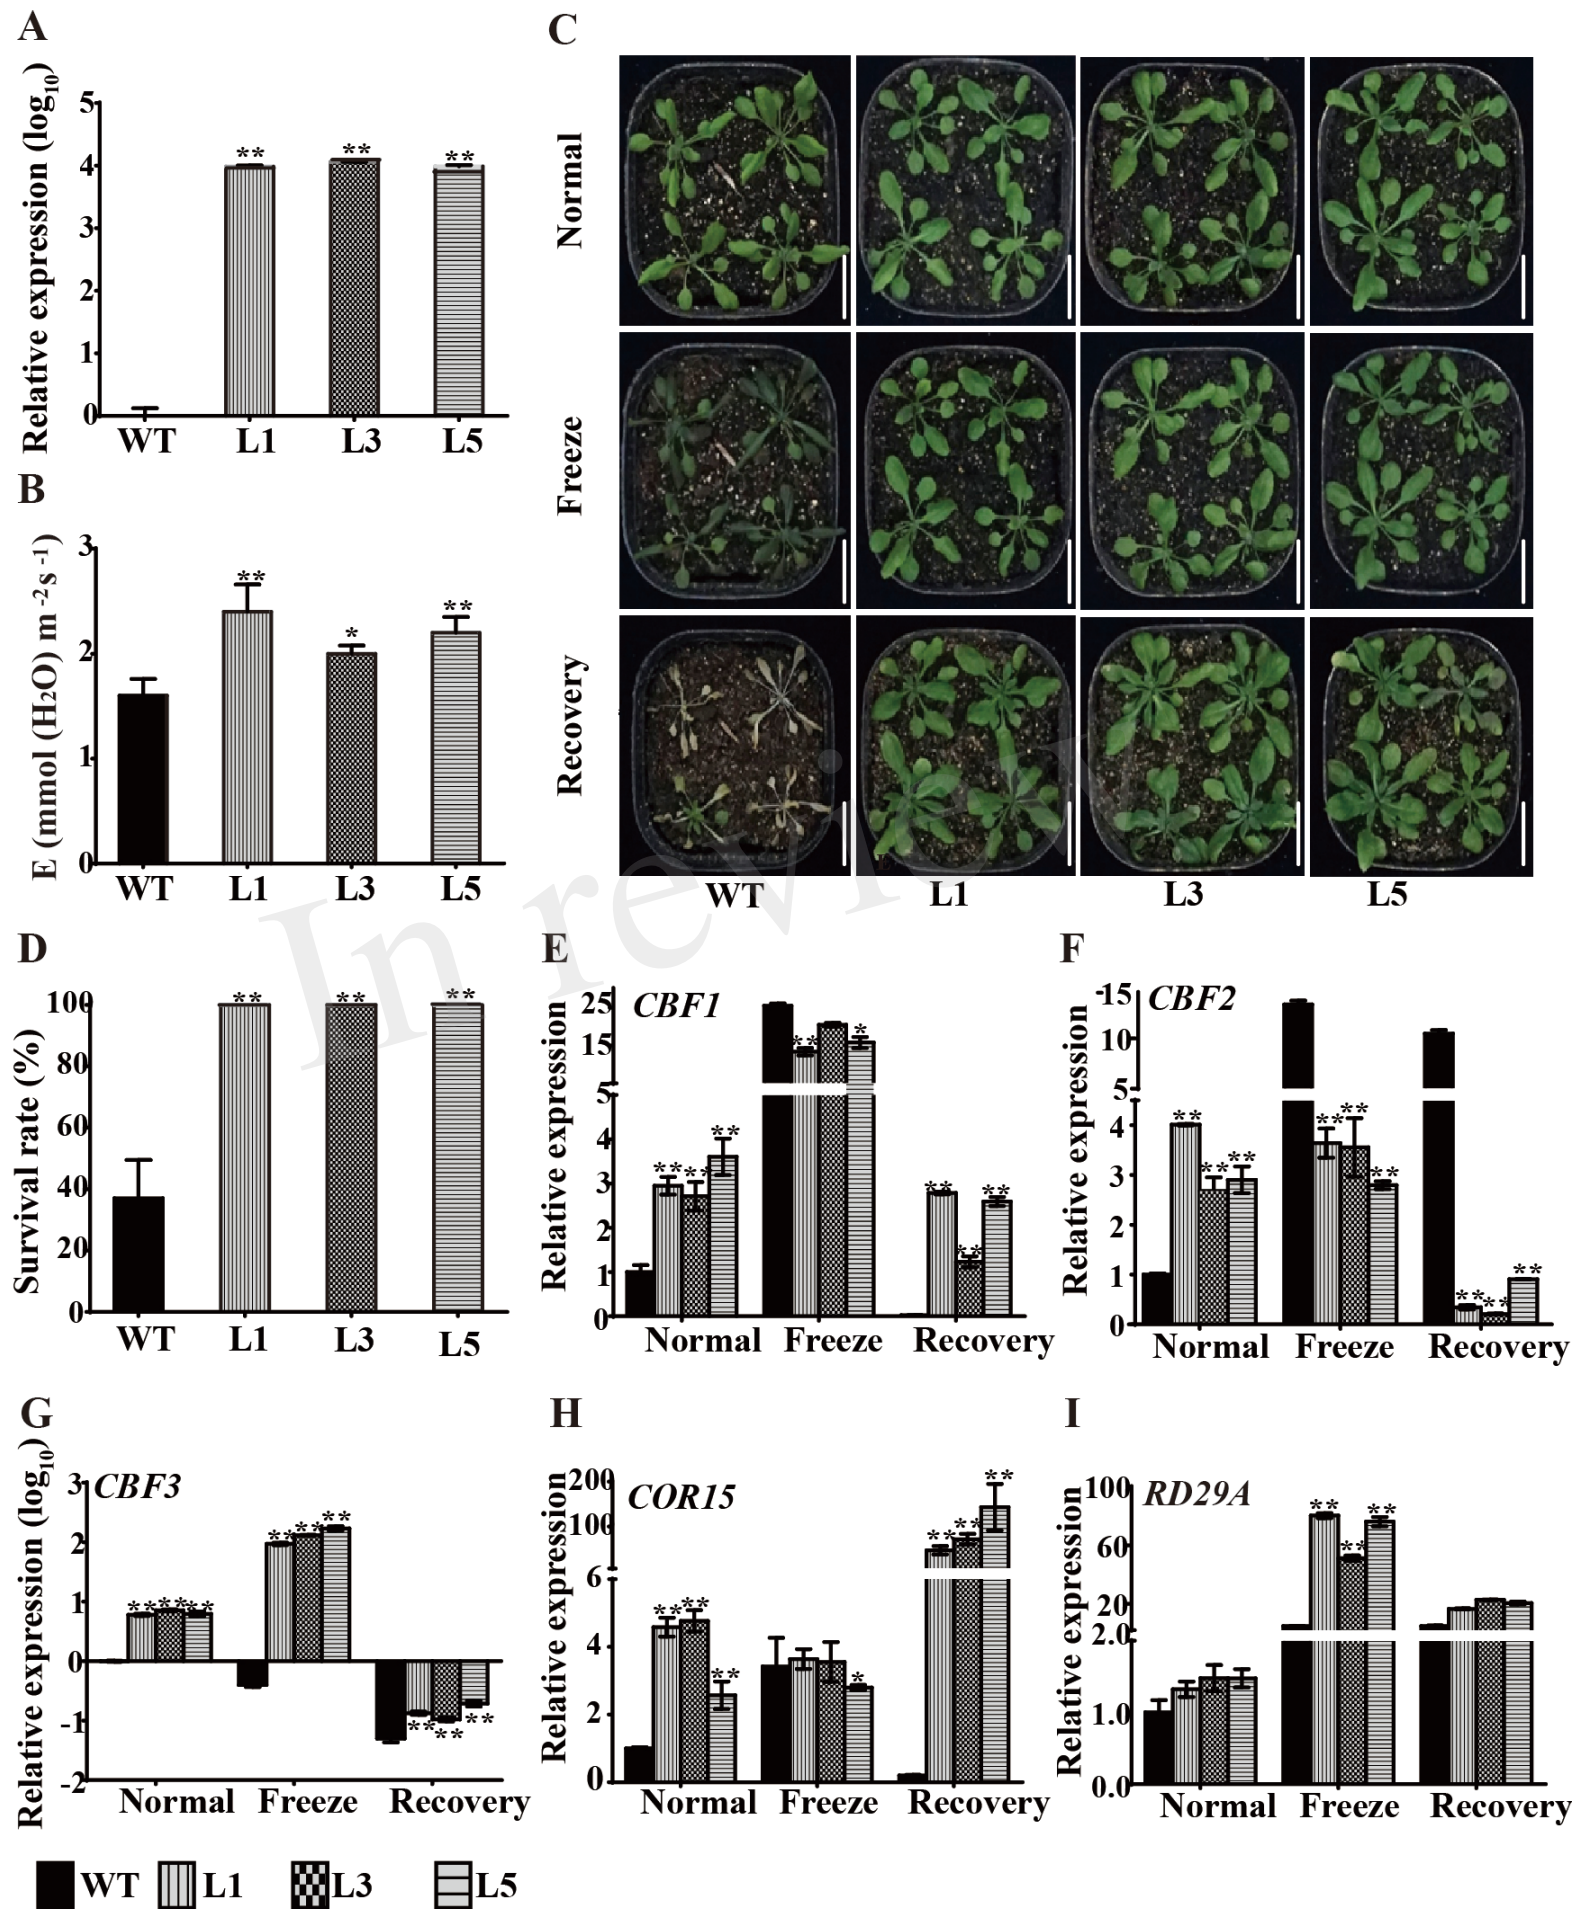 A
Relative expression (log10)
5
4
3
2
1
0
** ** **
WT L1 L3 L5
B
E (mmol (H2O) m -2s -1)
3
2
1
0
** * **
WT L1 L3 L5
C
Normal
Freeze
Recovery
WT L1 L3 L5
D
Survival rate (%)
100
80
60
40
20
0
** ** **
WT L1 L3 L5
E
CBF1
Relative expression
25
15
5
5
4
3
2
1
0
** ** ** ** * ** ** **
Normal Freeze Recovery
F
CBF2
Relative expression
15
10
5
4
3
2
1
0
** ** ** ** ** ** ** ** **
Normal Freeze Recovery
G
CBF3
Relative expression (log10)
3
2
1
0
-1
-2
** ** ** ** ** ** ** ** **
Normal Freeze Recovery
H
COR15
Relative expression
200
100
6
6
4
2
0
** ** ** * ** ** **
Normal Freeze Recovery
I
RD29A
Relative expression
100
60
20
2.0
2.0
1.0
0.0
** ** **
Normal Freeze Recovery
WT L1 L3 L5
In review